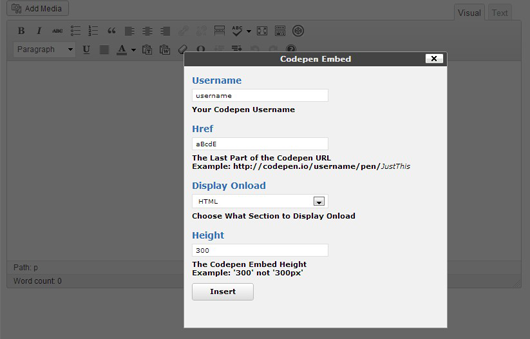 Add Media
Visual
Text
B I ABC
ABC
Paragraph
U A
Codepen Embed
Username
username
Your Codepen Username
Href
aBcdE
The Last Part of the Codepen URL
Example: http://codepen.io/username/pen/JustThis
Display Onload
HTML
Choose What Section to Display Onload
Height
300
The Codepen Embed Height
Example: '300' not '300px'
Insert
Path: p
Word count: 0